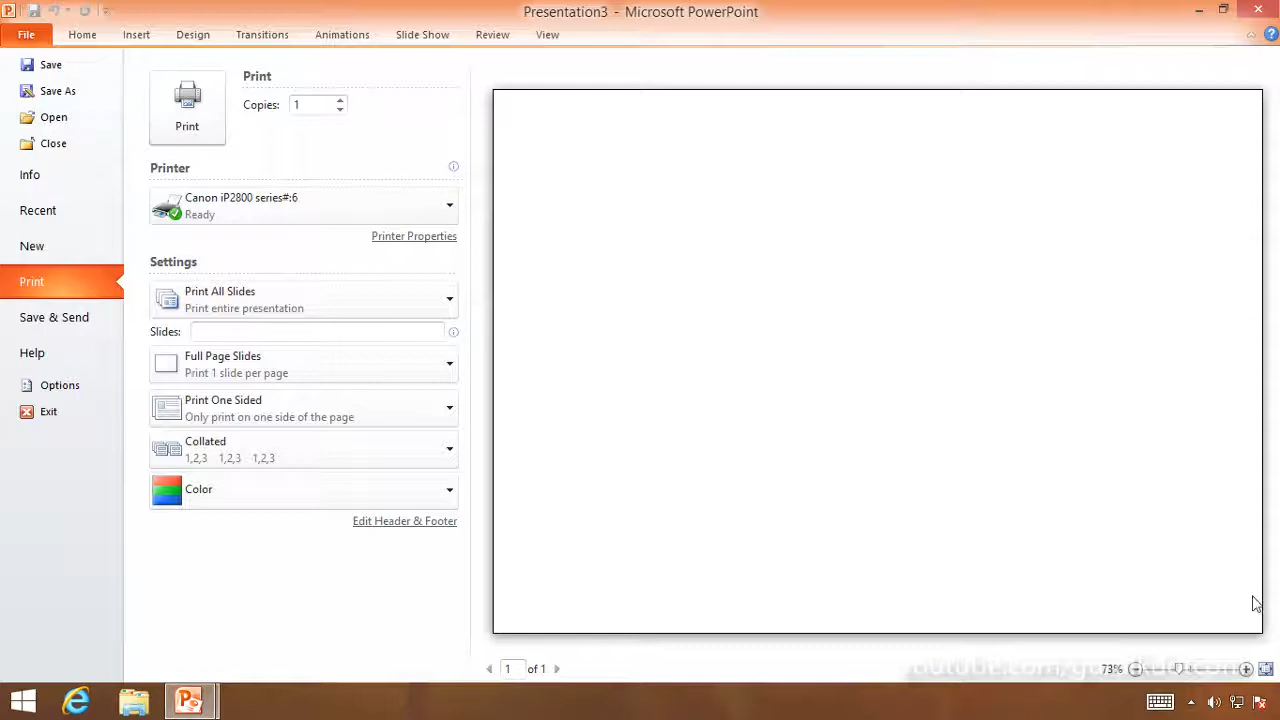 Presentation3 - Microsoft PowerPoint
File Home Insert Design Transitions Animations Slide Show Review View
Save
Save As
Open
Close
Info
Recent
New
Print
Save & Send
Help
Options
Exit
Print
Print
Copies: 1
Printer
Canon iP2800 series#:6
Ready
Printer Properties
Settings
Print All Slides
Print entire presentation
Slides:
Full Page Slides
Print 1 slide per page
Print One Sided
Only print on one side of the page
Collated
1,2,3 1,2,3 1,2,3
Color
Edit Header & Footer
1 of 1
73%